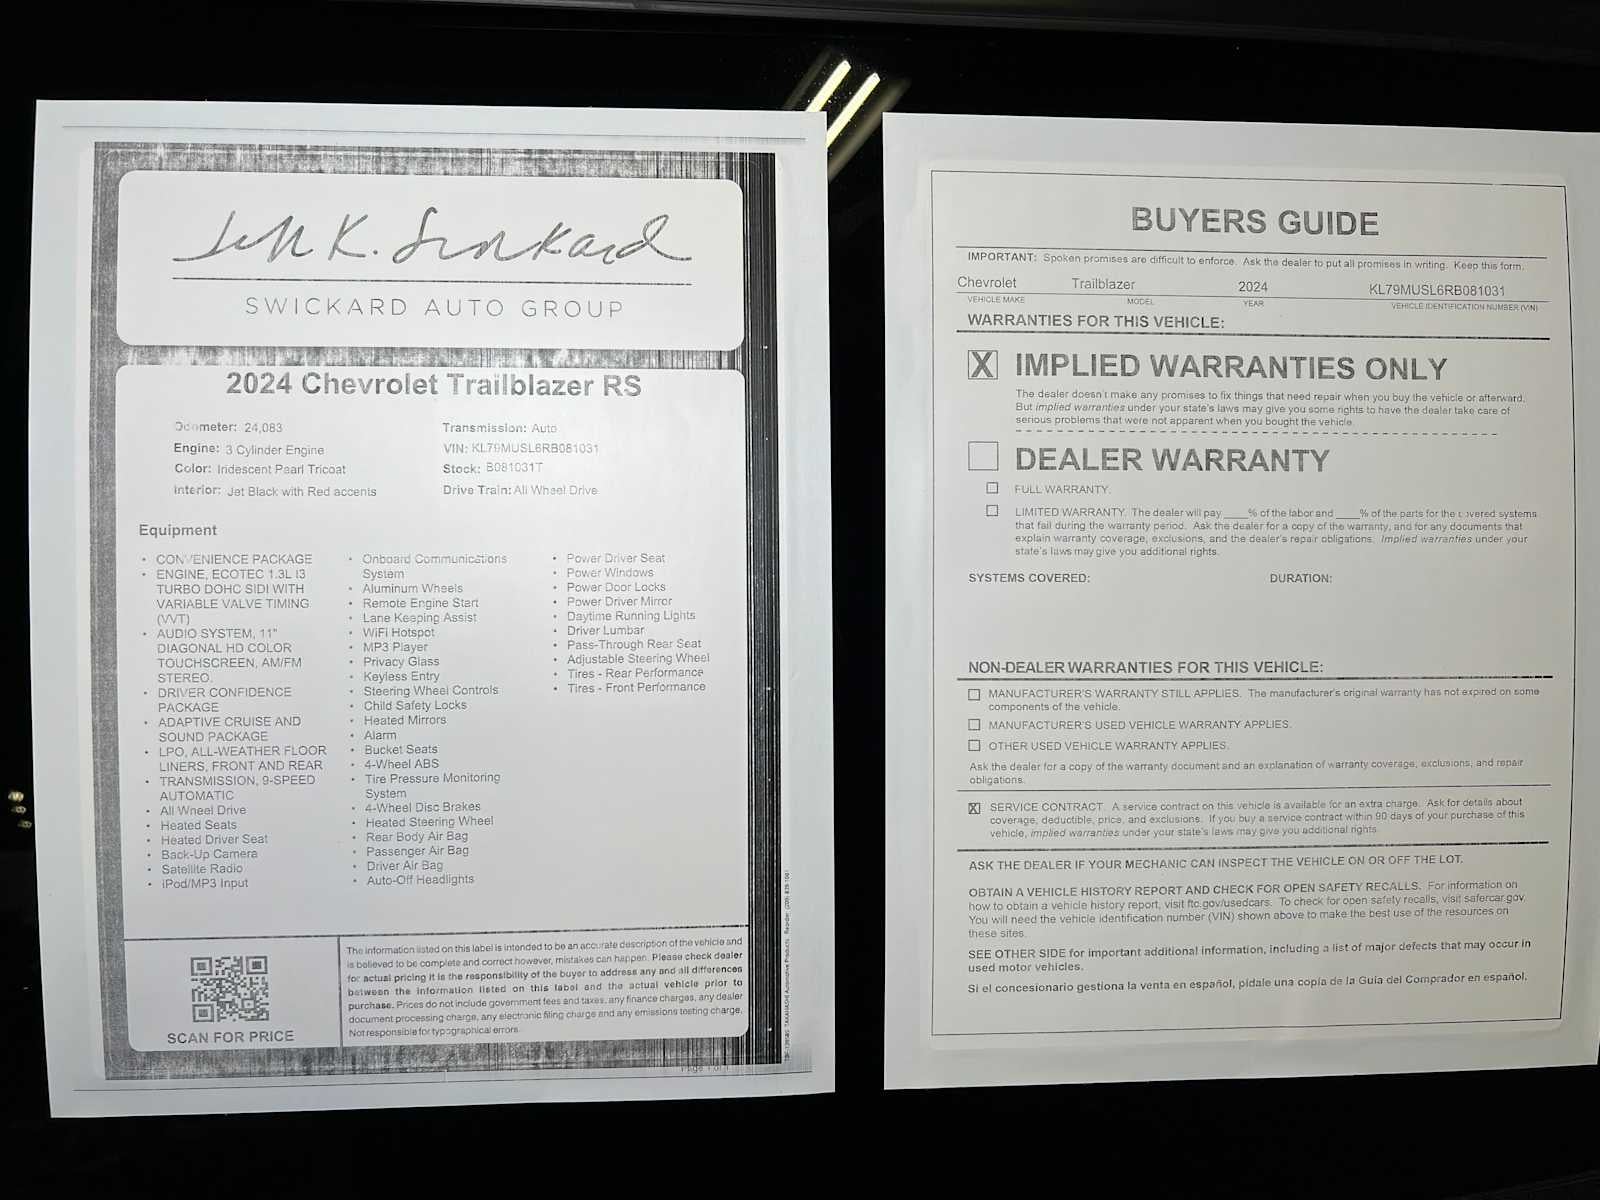 SWICKARD AUTO GROUP
2024 Chevrolet Trailblazer RS
Odometer: 24,083
Engine: 3 Cylinder Engine
Color: Iridescent Pearl Tricoat
Interior: Jet Black with Red accents
Transmission: Auto
VIN: KL79MUSL6RB081031
Stock: B081031T
Drive Train: All Wheel Drive
Equipment
• CONVENIENCE PACKAGE
• ENGINE, ECOTEC 1.3L I3
TURBO DOHC SIDI WITH
VARIABLE VALVE TIMING
(VVT)
• AUDIO SYSTEM, 11"
DIAGONAL HD COLOR
TOUCHSCREEN, AM/FM
STEREO.
• DRIVER CONFIDENCE
PACKAGE
• ADAPTIVE CRUISE AND
SOUND PACKAGE
• LPO, ALL-WEATHER FLOOR
LINERS, FRONT AND REAR
• TRANSMISSION, 9-SPEED
AUTOMATIC
• All Wheel Drive
• Heated Seats
• Heated Driver Seat
• Back-Up Camera
• Satellite Radio
• iPod/MP3 Input
• Onboard Communications
System
• Aluminum Wheels
• Remote Engine Start
• Lane Keeping Assist
• WiFi Hotspot
• MP3 Player
• Privacy Glass
• Keyless Entry
• Steering Wheel Controls
• Child Safety Locks
• Heated Mirrors
• Alarm
• Bucket Seats
• 4-Wheel ABS
• Tire Pressure Monitoring
System
• 4-Wheel Disc Brakes
• Heated Steering Wheel
• Rear Body Air Bag
• Passenger Air Bag
• Driver Air Bag
• Auto-Off Headlights
• Power Driver Seat
• Power Windows
• Power Door Locks
• Power Driver Mirror
• Daytime Running Lights
• Driver Lumbar
• Pass-Through Rear Seat
• Adjustable Steering Wheel
• Tires - Rear Performance
• Tires - Front Performance
SCAN FOR PRICE
The information listed on this label is intended to be an accurate description of the vehicle and
is believed to be complete and correct however, mistakes can happen. Please check dealer
for actual pricing it is the responsibility of the buyer to address any and all differences
between the information listed on this label and the actual vehicle prior to
purchase. Prices do not include government fees and taxes, any finance charges, any dealer
document processing charge, any electronic filing charge and any emissions testing charge.
Not responsible for typographical errors.
Page 1 of 1
BUYERS GUIDE
IMPORTANT: Spoken promises are difficult to enforce. Ask the dealer to put all promises in writing. Keep this form.
Chevrolet Trailblazer 2024 KL79MUSL6RB081031
VEHICLE MAKE MODEL YEAR VEHICLE IDENTIFICATION NUMBER (VIN)
WARRANTIES FOR THIS VEHICLE:
X IMPLIED WARRANTIES ONLY
The dealer doesn't make any promises to fix things that need repair when you buy the vehicle or afterward.
But implied warranties under your state's laws may give you some rights to have the dealer take care of
serious problems that were not apparent when you bought the vehicle.
DEALER WARRANTY
FULL WARRANTY.
LIMITED WARRANTY. The dealer will pay ____% of the labor and ____% of the parts for the covered systems
that fail during the warranty period. Ask the dealer for a copy of the warranty, and for any documents that
explain warranty coverage, exclusions, and the dealer's repair obligations. Implied warranties under your
state's laws may give you additional rights.
SYSTEMS COVERED: DURATION:
NON-DEALER WARRANTIES FOR THIS VEHICLE:
MANUFACTURER'S WARRANTY STILL APPLIES. The manufacturer's original warranty has not expired on some
components of the vehicle.
MANUFACTURER'S USED VEHICLE WARRANTY APPLIES.
OTHER USED VEHICLE WARRANTY APPLIES.
Ask the dealer for a copy of the warranty document and an explanation of warranty coverage, exclusions, and repair
obligations.
X SERVICE CONTRACT. A service contract on this vehicle is available for an extra charge. Ask for details about
coverage, deductible, price, and exclusions. If you buy a service contract within 90 days of your purchase of this
vehicle, implied warranties under your state's laws may give you additional rights.
ASK THE DEALER IF YOUR MECHANIC CAN INSPECT THE VEHICLE ON OR OFF THE LOT.
OBTAIN A VEHICLE HISTORY REPORT AND CHECK FOR OPEN SAFETY RECALLS. For information on
how to obtain a vehicle history report, visit ftc.gov/usedcars. To check for open safety recalls, visit safercar.gov.
You will need the vehicle identification number (VIN) shown above to make the best use of the resources on
these sites.
SEE OTHER SIDE for important additional information, including a list of major defects that may occur in
used motor vehicles.
Si el concesionario gestiona la venta en español, pídale una copia de la Guía del Comprador en español.